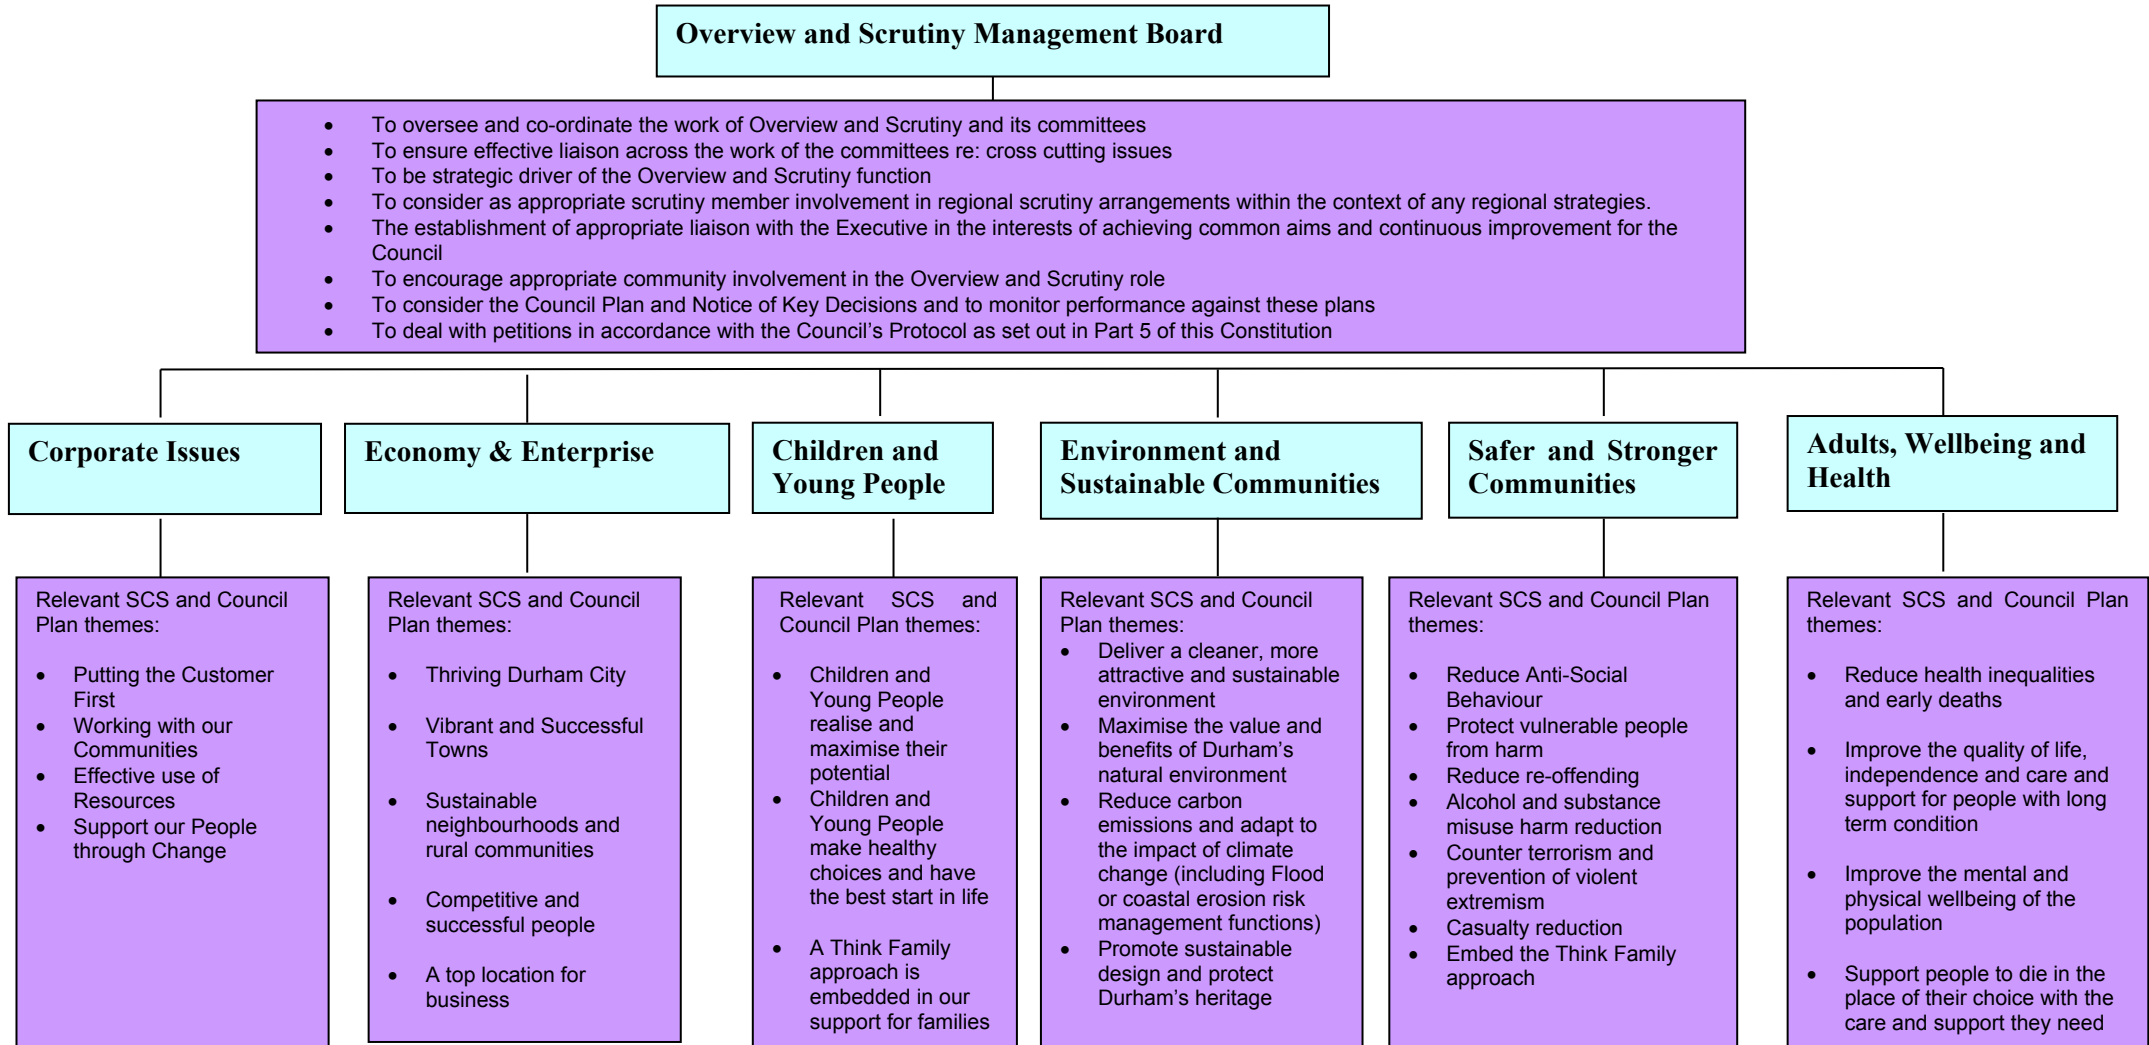 Overview and Scrutiny Management Board
• To oversee and co-ordinate the work of Overview and Scrutiny and its committees
• To ensure effective liaison across the work of the committees re: cross cutting issues
• To be strategic driver of the Overview and Scrutiny function
• To consider as appropriate scrutiny member involvement in regional scrutiny arrangements within the context of any regional strategies.
• The establishment of appropriate liaison with the Executive in the interests of achieving common aims and continuous improvement for the
Council
• To encourage appropriate community involvement in the Overview and Scrutiny role
• To consider the Council Plan and Notice of Key Decisions and to monitor performance against these plans
• To deal with petitions in accordance with the Council's Protocol as set out in Part 5 of this Constitution
Corporate Issues
Relevant SCS and Council
Plan themes:
• Putting the Customer
First
• Working with our
Communities
• Effective use of
Resources
• Support our People
through Change
Economy & Enterprise
Relevant SCS and Council
Plan themes:
• Thriving Durham City
• Vibrant and Successful
Towns
• Sustainable
neighbourhoods and
rural communities
• Competitive and
successful people
• A top location for
business
Children and
Young People
Relevant SCS and
Council Plan themes:
• Children and
Young People
realise and
maximise their
potential
• Children and
Young People
make healthy
choices and have
the best start in life
• A Think Family
approach is
embedded in our
support for families
Environment and
Sustainable Communities
Relevant SCS and Council
Plan themes:
• Deliver a cleaner, more
attractive and sustainable
environment
• Maximise the value and
benefits of Durham's
natural environment
• Reduce carbon
emissions and adapt to
the impact of climate
change (including Flood
or coastal erosion risk
management functions)
• Promote sustainable
design and protect
Durham's heritage
Safer and Stronger
Communities
Relevant SCS and Council Plan
themes:
• Reduce Anti-Social
Behaviour
• Protect vulnerable people
from harm
• Reduce re-offending
• Alcohol and substance
misuse harm reduction
• Counter terrorism and
prevention of violent
extremism
• Casualty reduction
• Embed the Think Family
approach
Adults, Wellbeing and
Health
Relevant SCS and Council Plan
themes:
• Reduce health inequalities
and early deaths
• Improve the quality of life,
independence and care and
support for people with long
term condition
• Improve the mental and
physical wellbeing of the
population
• Support people to die in the
place of their choice with the
care and support they need